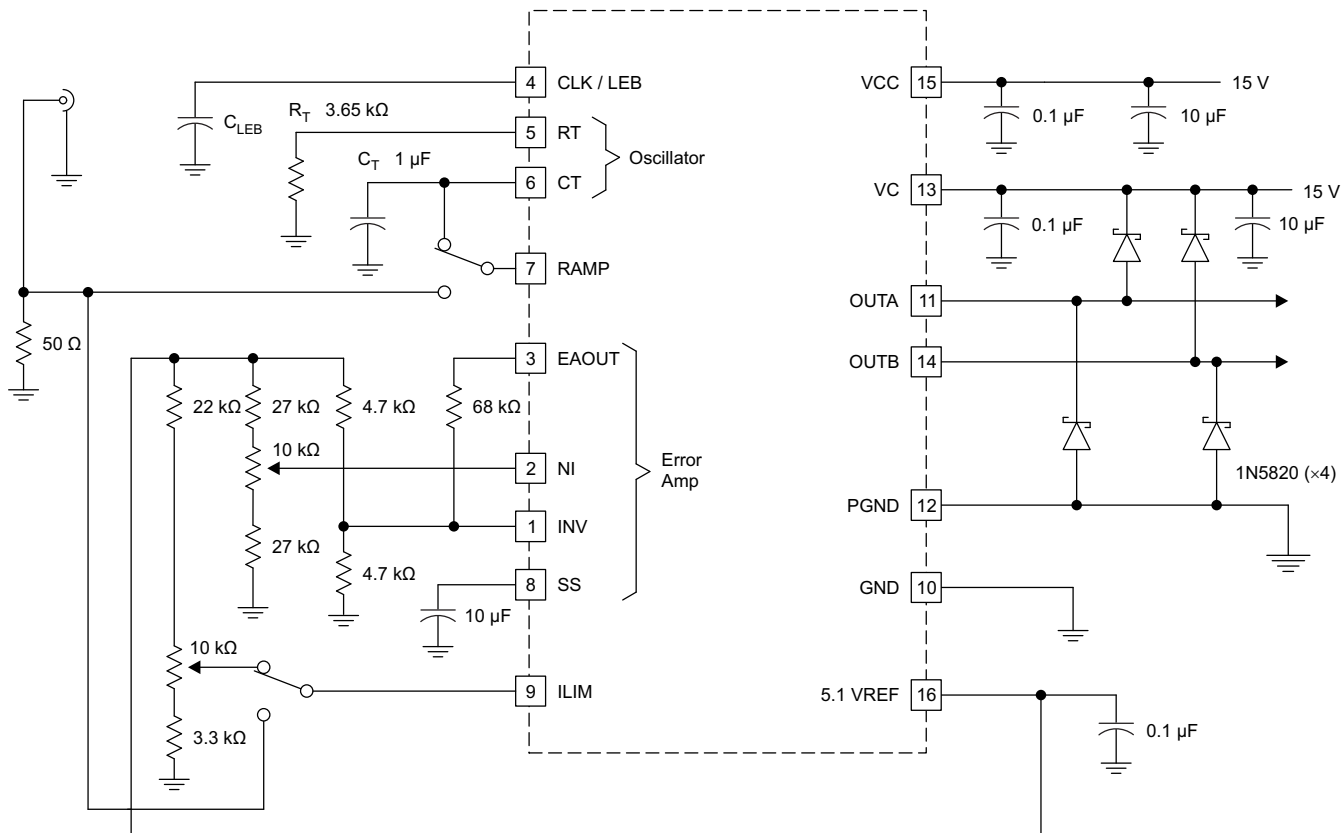 4 CLK / LEB
C_LEB
R_T 3.65 kΩ
5 RT
C_T 1 µF
6 CT
Oscillator
7 RAMP
50 Ω
3 EAOUT
22 kΩ
27 kΩ
4.7 kΩ
68 kΩ
10 kΩ
2 NI
Error
Amp
1 INV
27 kΩ
4.7 kΩ
8 SS
10 µF
10 kΩ
9 ILIM
3.3 kΩ
VCC 15
15 V
0.1 µF
10 µF
VC 13
15 V
0.1 µF
10 µF
OUTA 11
OUTB 14
1N5820 (×4)
PGND 12
GND 10
5.1 VREF 16
0.1 µF